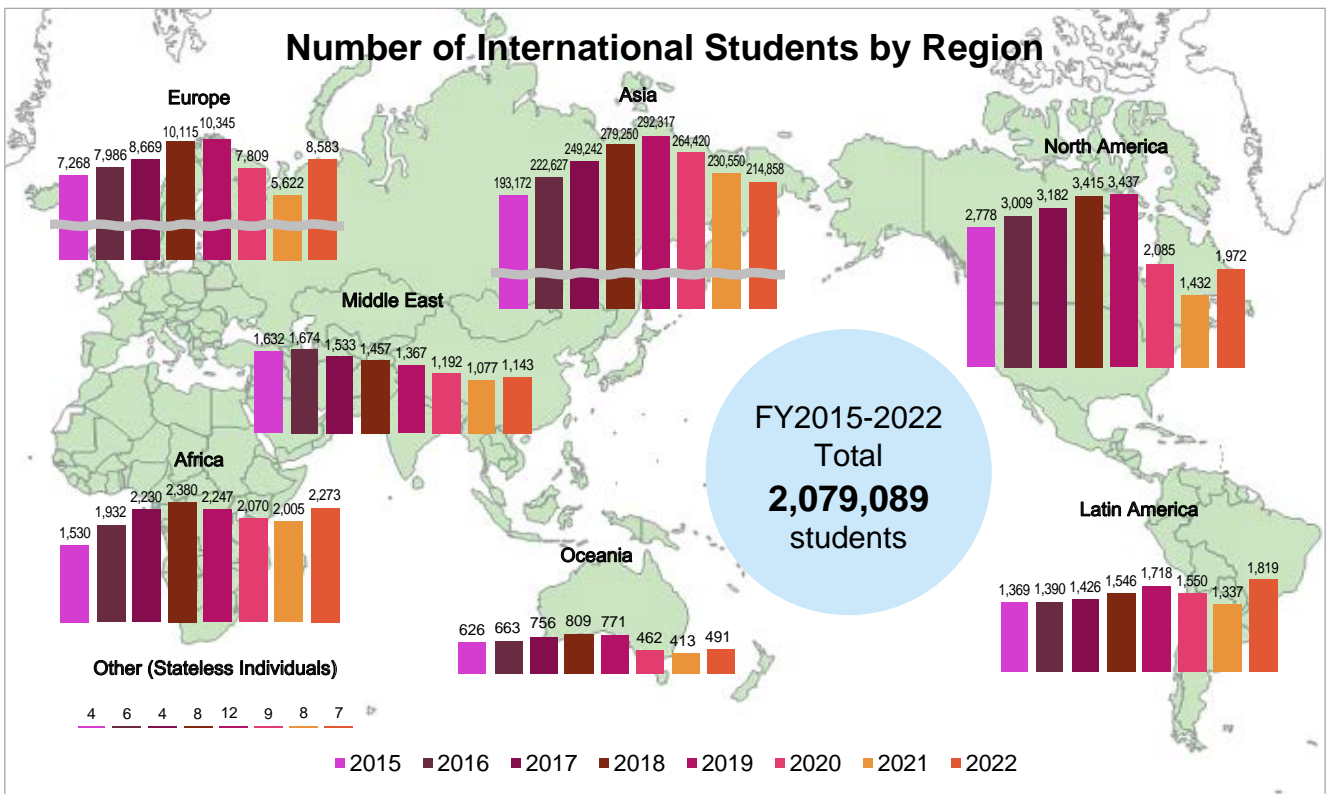 Number of International Students by Region
Europe
7,268 7,986 8,669 10,115 10,345 7,809 5,622 8,583
Asia
193,172 222,627 249,242 279,250 292,317 264,420 230,550 214,858
North America
2,778 3,009 3,182 3,415 3,437 2,085 1,432 1,972
Middle East
1,632 1,674 1,533 1,457 1,367 1,192 1,077 1,143
FY2015-2022
Total
2,079,089
students
Africa
1,530 1,932 2,230 2,380 2,247 2,070 2,005 2,273
Latin America
1,369 1,390 1,426 1,546 1,718 1,550 1,337 1,819
Oceania
626 663 756 809 771 462 413 491
Other (Stateless Individuals)
4 6 4 8 12 9 8 7
2015 2016 2017 2018 2019 2020 2021 2022